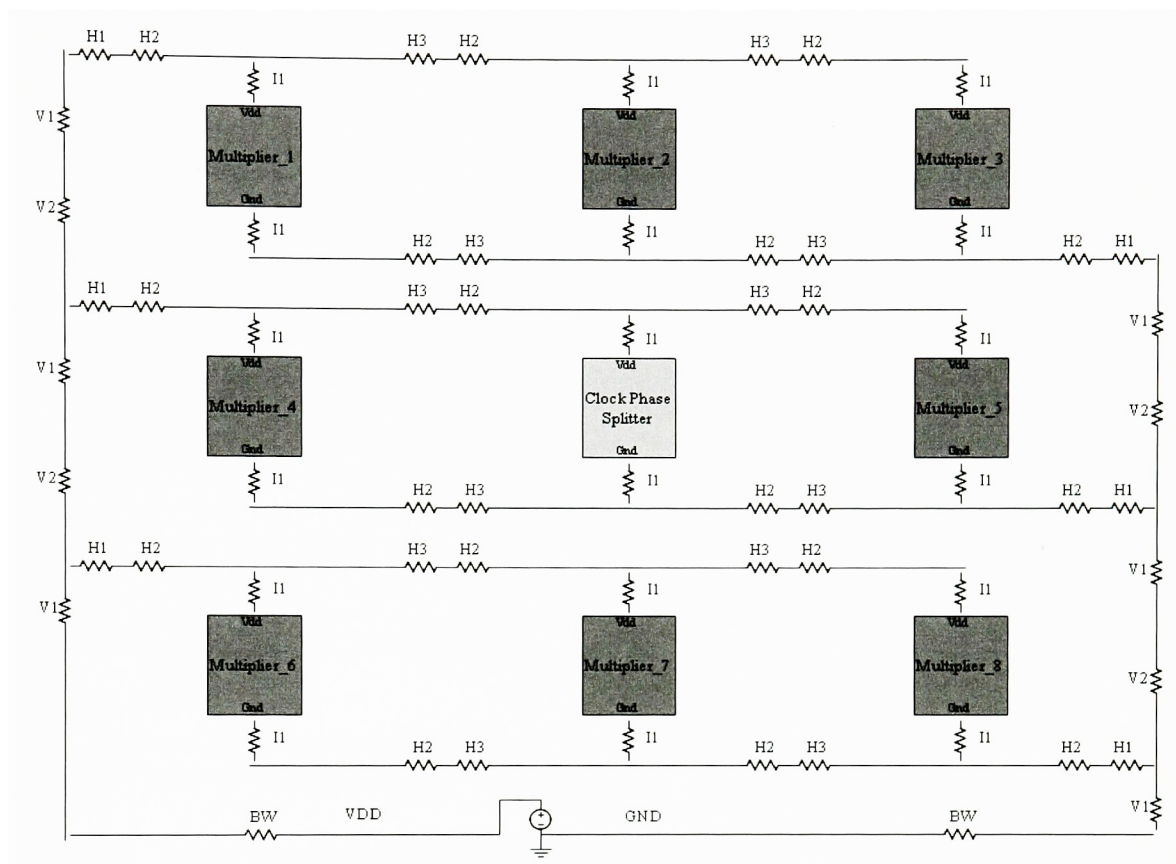 H1 H2 H3 H2 H3 H2
I1 I1 I1
V1 Vdd Vdd Vdd
Multiplier_1 Multiplier_2 Multiplier_3
V2 Gnd Gnd Gnd
I1 I1 I1
H2 H3 H2 H3 H2 H1
H1 H2 H3 H2 H3 H2
V1
I1 I1 I1
V1 Vdd Vdd Vdd
Multiplier_4 Clock Phase Multiplier_5 V2
Splitter
Gnd Gnd Gnd
V2 I1 I1 I1
H2 H3 H2 H3 H2 H1
H1 H2 H3 H2 H3 H2
V1
I1 I1 I1
V1 Vdd Vdd Vdd
Multiplier_6 Multiplier_7 Multiplier_8
V2
Gnd Gnd Gnd
I1 I1 I1
H2 H3 H2 H3 H2 H1
V1
BW VDD GND BW